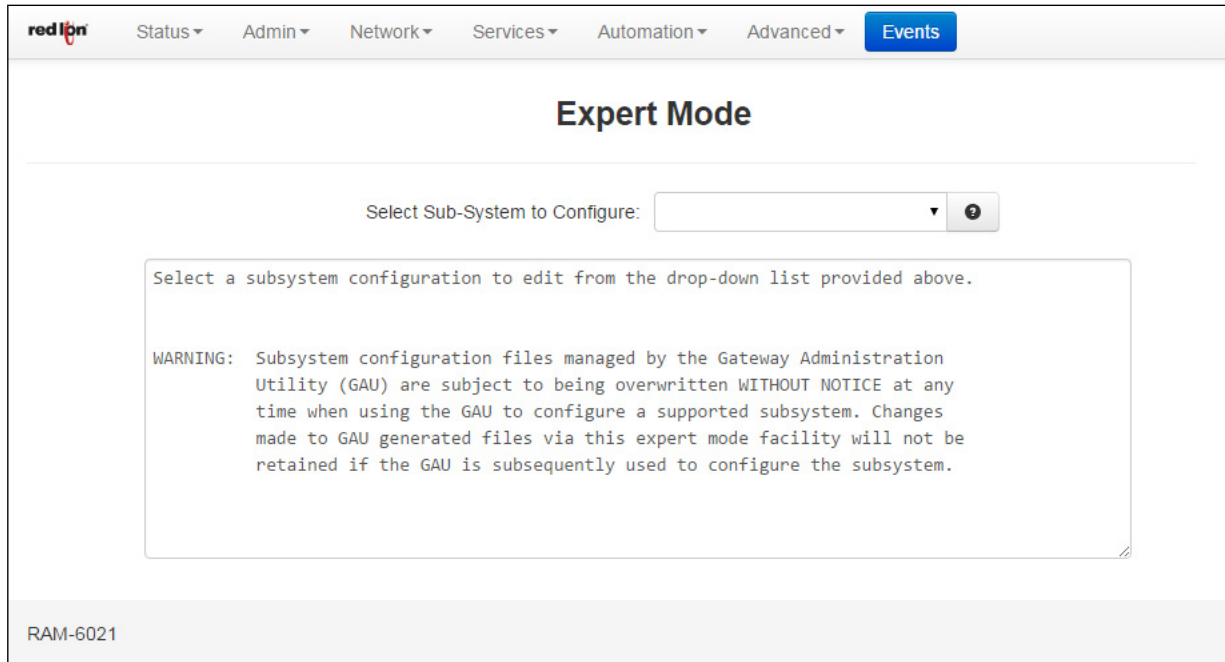 red lion Status Admin Network Services Automation Advanced Events
Expert Mode
Select Sub-System to Configure:
Select a subsystem configuration to edit from the drop-down list provided above.
WARNING: Subsystem configuration files managed by the Gateway Administration
Utility (GAU) are subject to being overwritten WITHOUT NOTICE at any
time when using the GAU to configure a supported subsystem. Changes
made to GAU generated files via this expert mode facility will not be
retained if the GAU is subsequently used to configure the subsystem.
RAM-6021